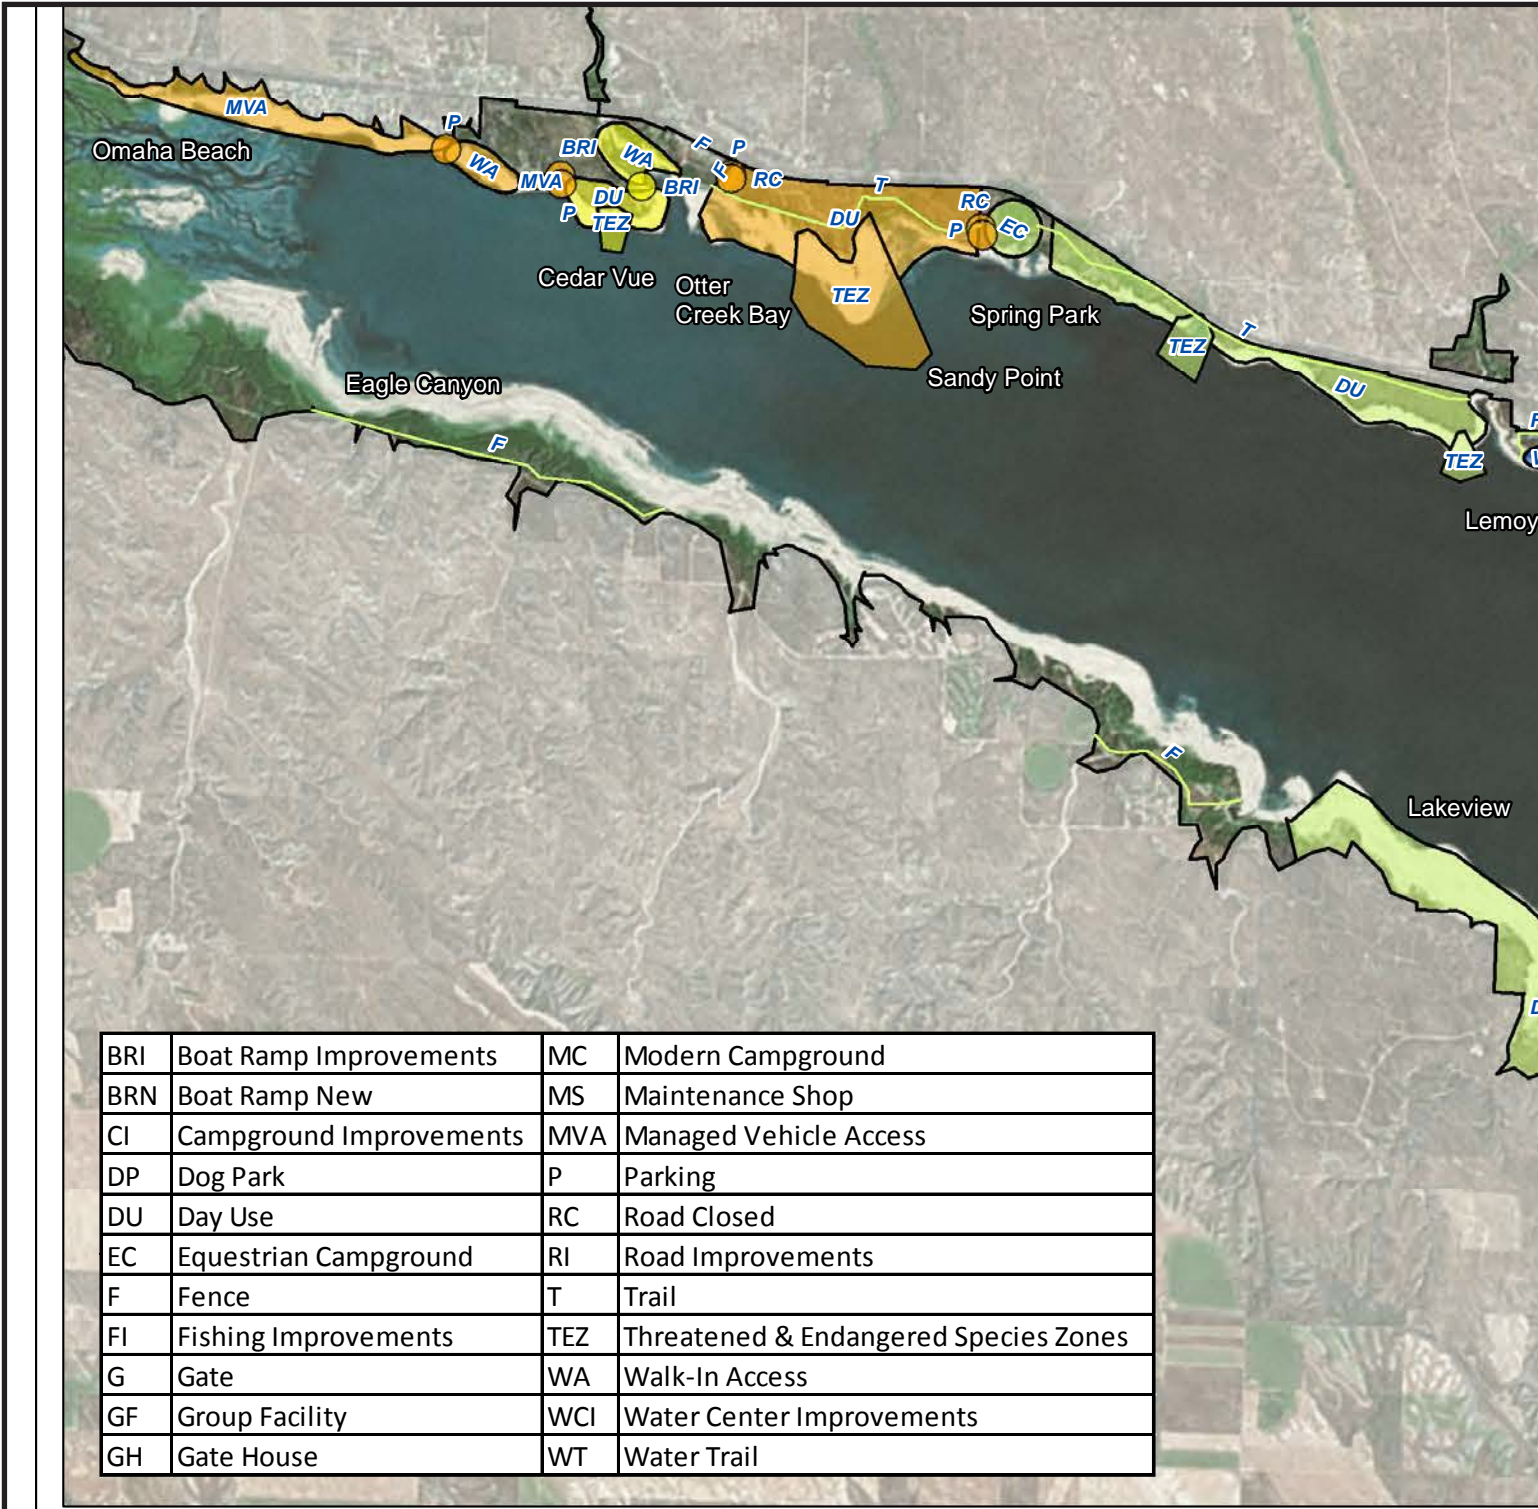 MVA
P
Omaha Beach
WA
BRI
WA
F
P
F
RC
MVA
DU
BRI
P
TEZ
T
RC
DU
P
EC
Cedar Vue
Otter
Creek Bay
TEZ
Spring Park
T
TEZ
Sandy Point
Eagle Canyon
DU
F
TEZ
Lemoy
F
Lakeview
BRI Boat Ramp Improvements MC Modern Campground
BRN Boat Ramp New MS Maintenance Shop
CI Campground Improvements MVA Managed Vehicle Access
DP Dog Park P Parking
DU Day Use RC Road Closed
EC Equestrian Campground RI Road Improvements
F Fence T Trail
FI Fishing Improvements TEZ Threatened & Endangered Species Zones
G Gate WA Walk-In Access
GF Group Facility WCI Water Center Improvements
GH Gate House WT Water Trail